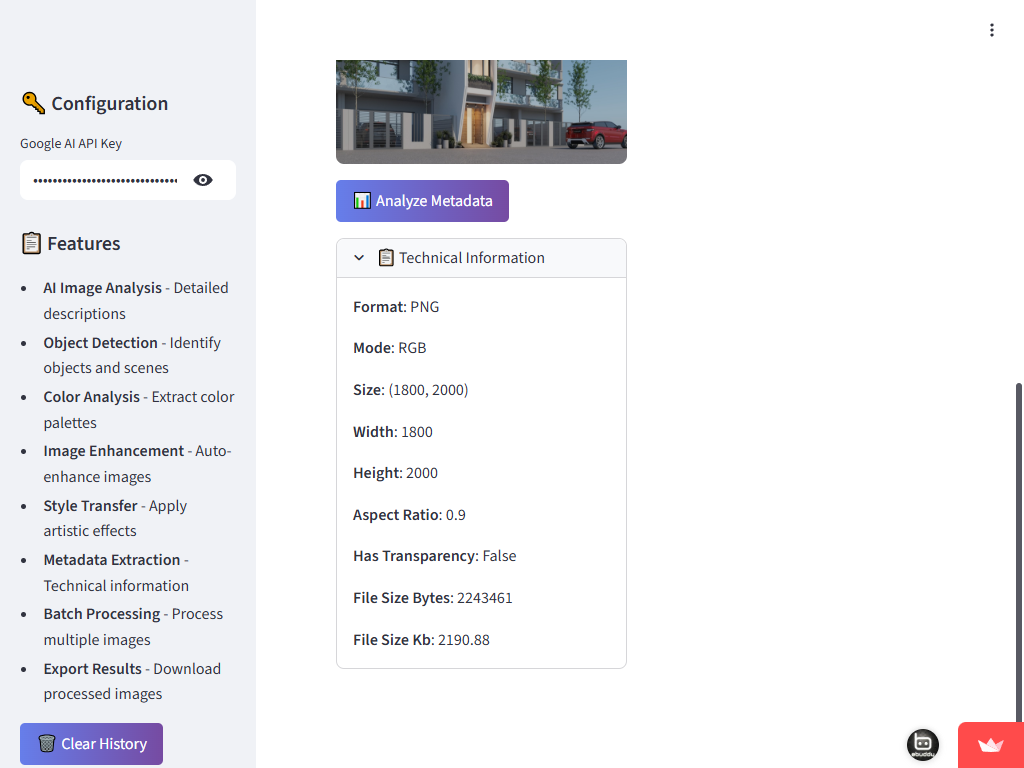 Configuration
Google AI API Key
Features
AI Image Analysis - Detailed
descriptions
Object Detection - Identify
objects and scenes
Color Analysis - Extract color
palettes
Image Enhancement - Auto-
enhance images
Style Transfer - Apply
artistic effects
Metadata Extraction -
Technical information
Batch Processing - Process
multiple images
Export Results - Download
processed images
Clear History
Analyze Metadata
Technical Information
Format: PNG
Mode: RGB
Size: (1800, 2000)
Width: 1800
Height: 2000
Aspect Ratio: 0.9
Has Transparency: False
File Size Bytes: 2243461
File Size Kb: 2190.88